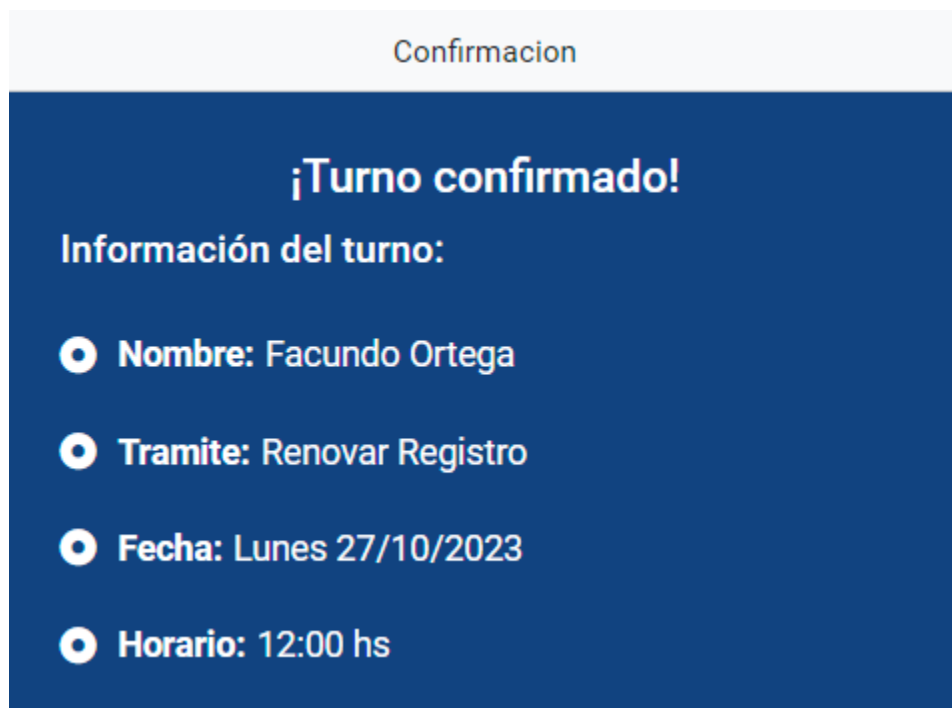 Confirmacion
¡Turno confirmado!
Información del turno:
Nombre: Facundo Ortega
Tramite: Renovar Registro
Fecha: Lunes 27/10/2023
Horario: 12:00 hs